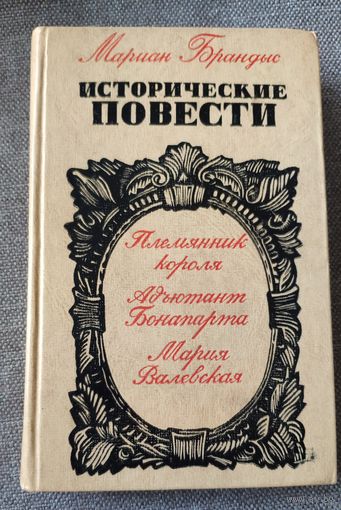 Мариан Брандыс
ИСТОРИЧЕСКИЕ
ПОВЕСТИ
Племянник
короля
Адъютант
Бонапарта
Мария
Валевская